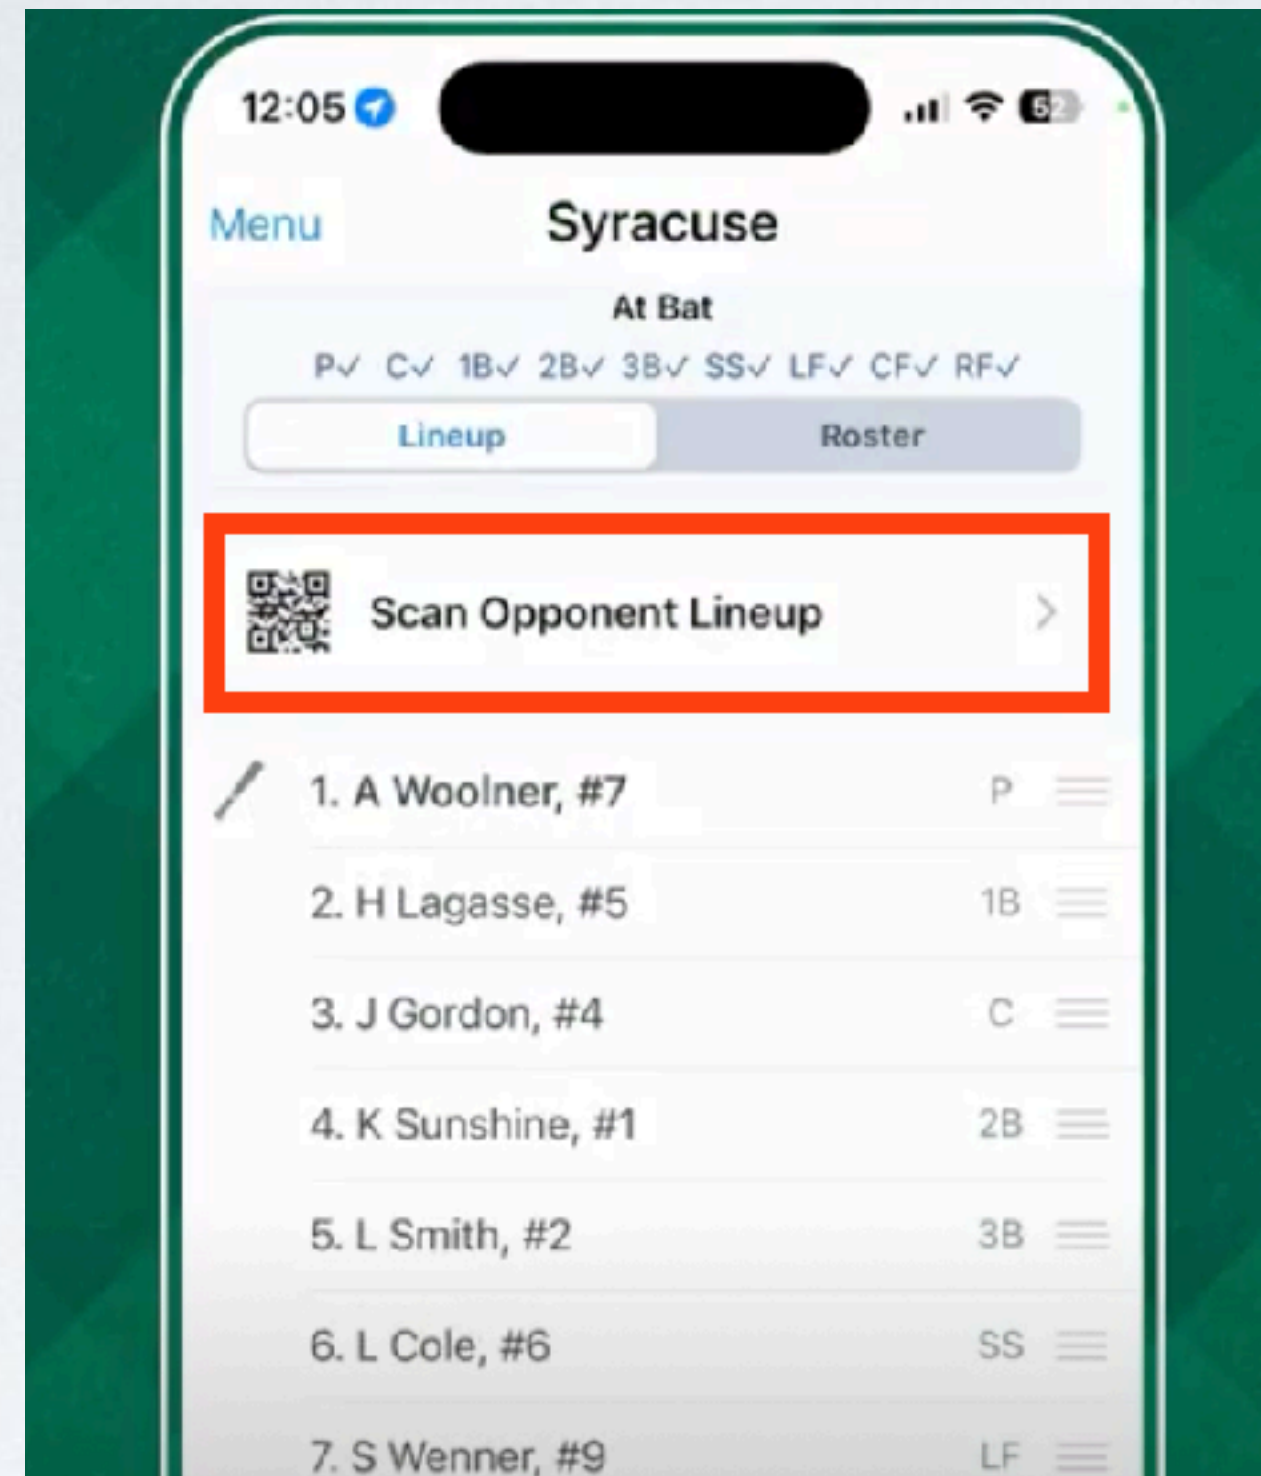 12:05 52
Menu Syracuse
At Bat
P✓ C✓ 1B✓ 2B✓ 3B✓ SS✓ LF✓ CF✓ RF✓
Lineup Roster
Scan Opponent Lineup
1. A Woolner, #7 P
2. H Lagasse, #5 1B
3. J Gordon, #4 C
4. K Sunshine, #1 2B
5. L Smith, #2 3B
6. L Cole, #6 SS
7. S Wenner, #9 LF